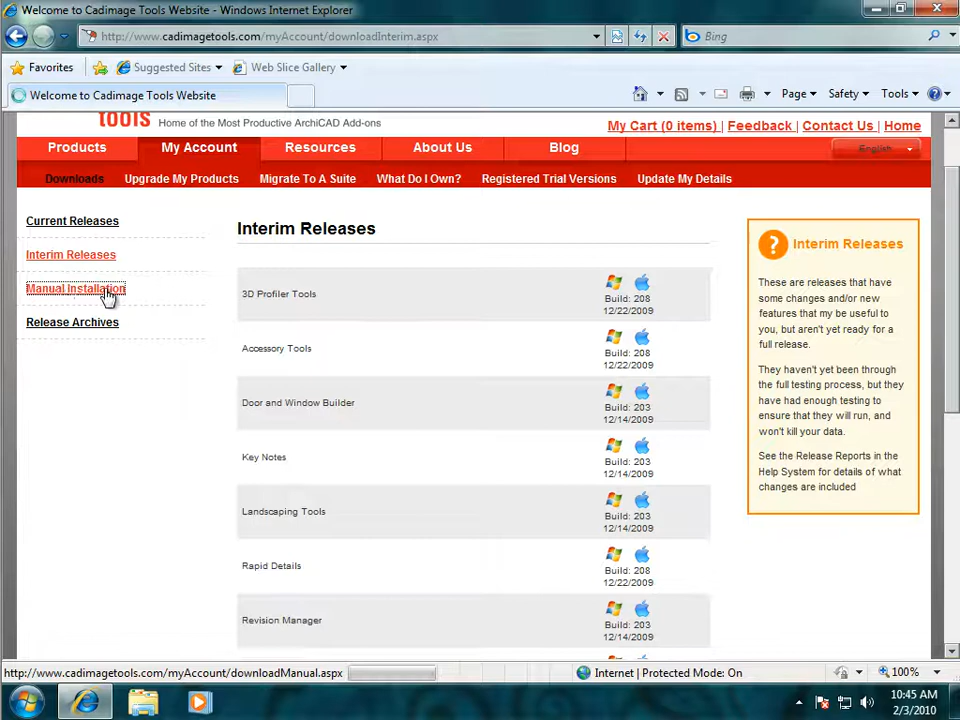 Welcome to Cadimage Tools Website - Windows Internet Explorer
http://www.cadimagetools.com/myAccount/downloadInterim.aspx
Bing
Favorites
Suggested Sites
Web Slice Gallery
Welcome to Cadimage Tools Website
Page
Safety
Tools
tools
Home of the Most Productive ArchiCAD Add-ons
My Cart (0 items) | Feedback | Contact Us | Home
Products
My Account
Resources
About Us
Blog
English
Downloads
Upgrade My Products
Migrate To A Suite
What Do I Own?
Registered Trial Versions
Update My Details
Current Releases
Interim Releases
Manual Installation
Release Archives
Interim Releases
3D Profiler Tools
Build: 208
12/22/2009
Accessory Tools
Build: 208
12/22/2009
Door and Window Builder
Build: 203
12/14/2009
Key Notes
Build: 203
12/14/2009
Landscaping Tools
Build: 203
12/14/2009
Rapid Details
Build: 208
12/22/2009
Revision Manager
Build: 203
12/14/2009
? Interim Releases
These are releases that have
some changes and/or new
features that my be useful to
you, but aren't yet ready for a
full release.
They haven't yet been through
the full testing process, but they
have had enough testing to
ensure that they will run, and
won't kill your data.
See the Release Reports in the
Help System for details of what
changes are included
http://www.cadimagetools.com/myAccount/downloadManual.aspx
Internet | Protected Mode: On
100%
10:45 AM
2/3/2010